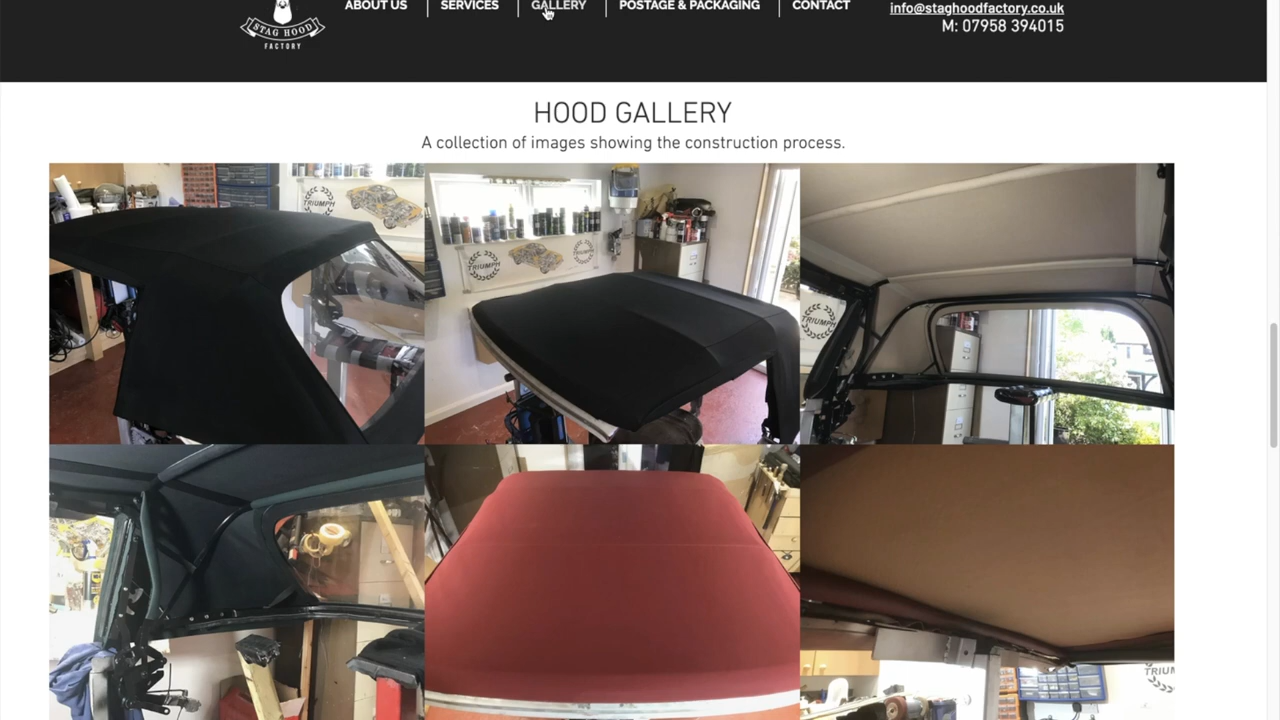 STAG HOOD
FACTORY
ABOUT US
SERVICES
GALLERY
POSTAGE & PACKAGING
CONTACT
info@staghoodfactory.co.uk
M: 07958 394015
HOOD GALLERY
A collection of images showing the construction process.
TRIUMPH
TRIUMPH
TRIUMPH
TRIUM